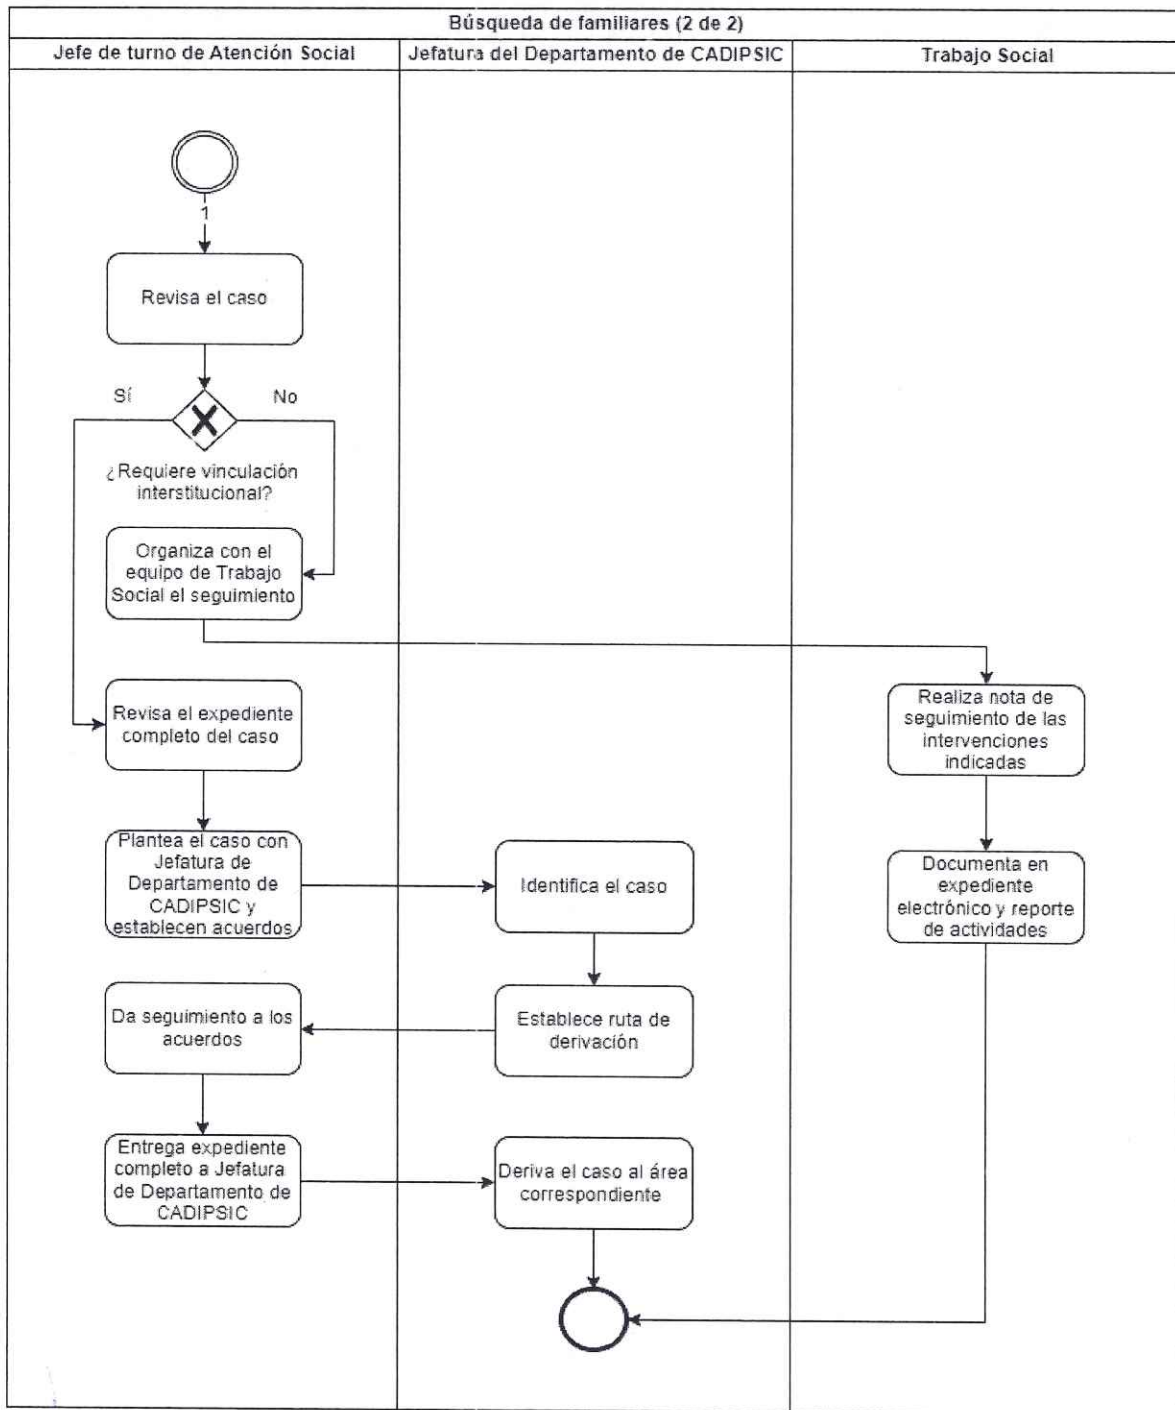 Búsqueda de familiares (2 de 2)
Jefe de turno de Atención Social
Jefatura del Departamento de CADIPSIC
Trabajo Social
1
Revisa el caso
Sí
No
¿Requiere vinculación
interstitucional?
Organiza con el
equipo de Trabajo
Social el seguimiento
Revisa el expediente
completo del caso
Realiza nota de
seguimiento de las
intervenciones
indicadas
Plantea el caso con
Jefatura de
Departamento de
CADIPSIC y
establecen acuerdos
Identifica el caso
Documenta en
expediente
electrónico y reporte
de actividades
Da seguimiento a los
acuerdos
Establece ruta de
derivación
Entrega expediente
completo a Jefatura
de Departamento de
CADIPSIC
Deriva el caso al área
correspondiente